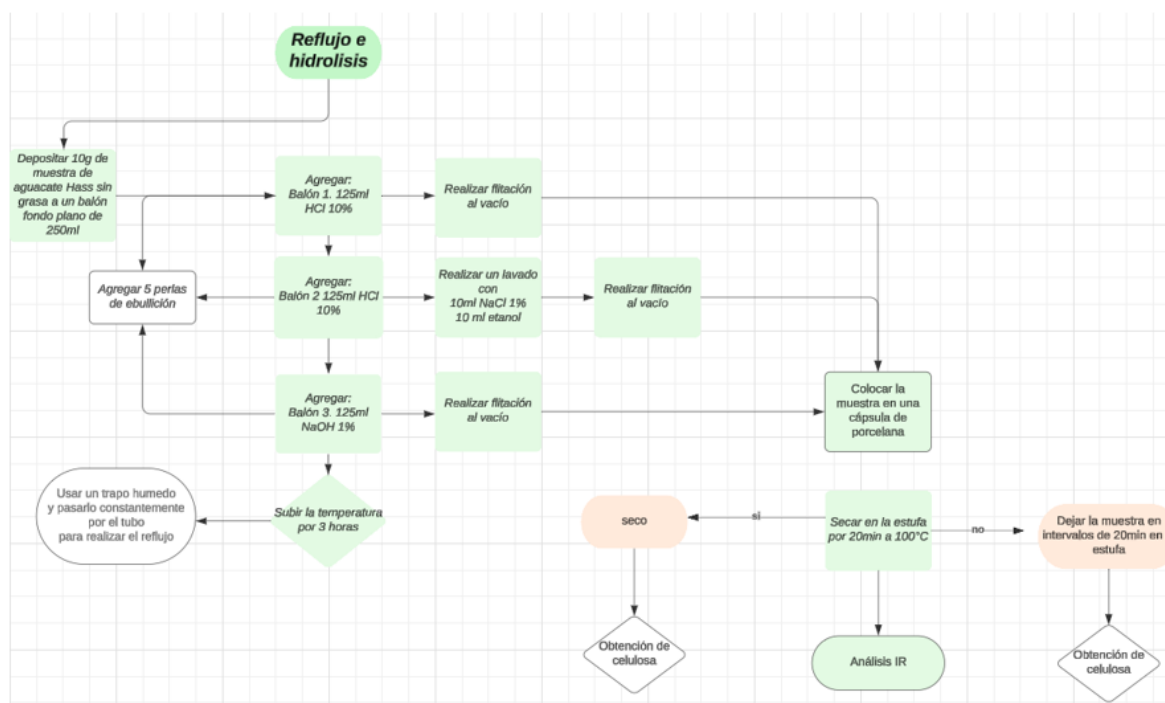 Reflujo e
hidrolisis
Depositar 10g de
muestra de
aguacate Hass sin
grasa a un balón
fondo plano de
250ml
Agregar:
Balón 1. 125ml
HCl 10%
Realizar flitación
al vacío
Agregar 5 perlas
de ebullición
Agregar:
Balón 2 125ml HCl
10%
Realizar un lavado
con
10ml NaCl 1%
10 ml etanol
Realizar flitación
al vacío
Agregar:
Balón 3. 125ml
NaOH 1%
Realizar flitación
al vacío
Colocar la
muestra en una
cápsula de
porcelana
Usar un trapo humedo
y pasarlo constantemente
por el tubo
para realizar el reflujo
Subir la temperatura
por 3 horas
seco
si
Secar en la estufa
por 20min a 100°C
no
Dejar la muestra en
intervalos de 20min en
estufa
Obtención de
celulosa
Análisis IR
Obtención de
celulosa